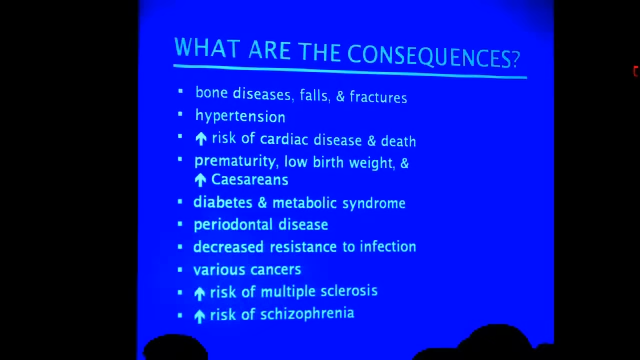 WHAT ARE THE CONSEQUENCES?
▪ bone diseases, falls, & fractures
▪ hypertension
▪ ↑ risk of cardiac disease & death
▪ prematurity, low birth weight, &
↑ Caesareans
▪ diabetes & metabolic syndrome
▪ periodontal disease
▪ decreased resistance to infection
▪ various cancers
▪ ↑ risk of multiple sclerosis
▪ ↑ risk of schizophrenia